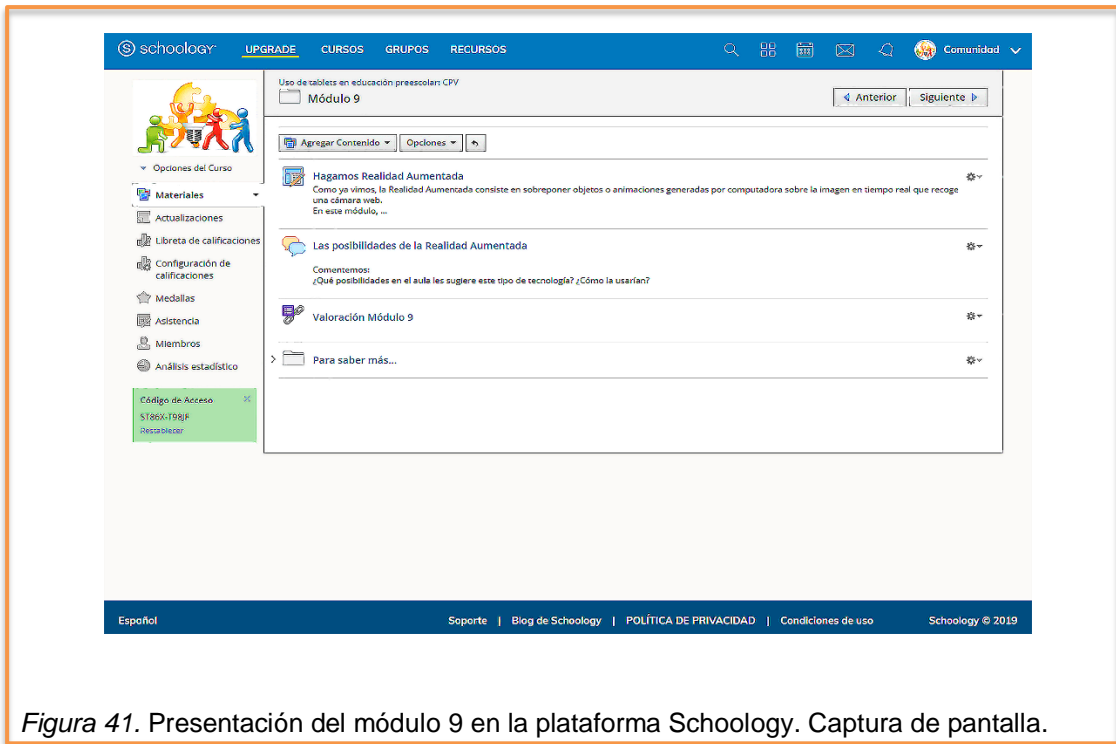 schoology UPGRADE CURSOS GRUPOS RECURSOS Comunidad
Uso de tablets en educación preescolar: CPV
Módulo 9
Anterior Siguiente
Agregar Contenido Opciones
Opciones del Curso
Materiales
Actualizaciones
Libreta de calificaciones
Configuración de
calificaciones
Medallas
Asistencia
Miembros
Análisis estadístico
Código de Acceso
Restablecer
Hagamos Realidad Aumentada
Como ya vimos, la Realidad Aumentada consiste en sobreponer objetos o animaciones generadas por computadora sobre la imagen en tiempo real que recoge
una cámara web.
En este módulo, ...
Las posibilidades de la Realidad Aumentada
Comentemos:
¿Qué posibilidades en el aula les sugiere este tipo de tecnología? ¿Cómo la usarían?
Valoración Módulo 9
Para saber más...
Español Soporte | Blog de Schoology | POLÍTICA DE PRIVACIDAD | Condiciones de uso Schoology © 2019
Figura 41. Presentación del módulo 9 en la plataforma Schoology. Captura de pantalla.